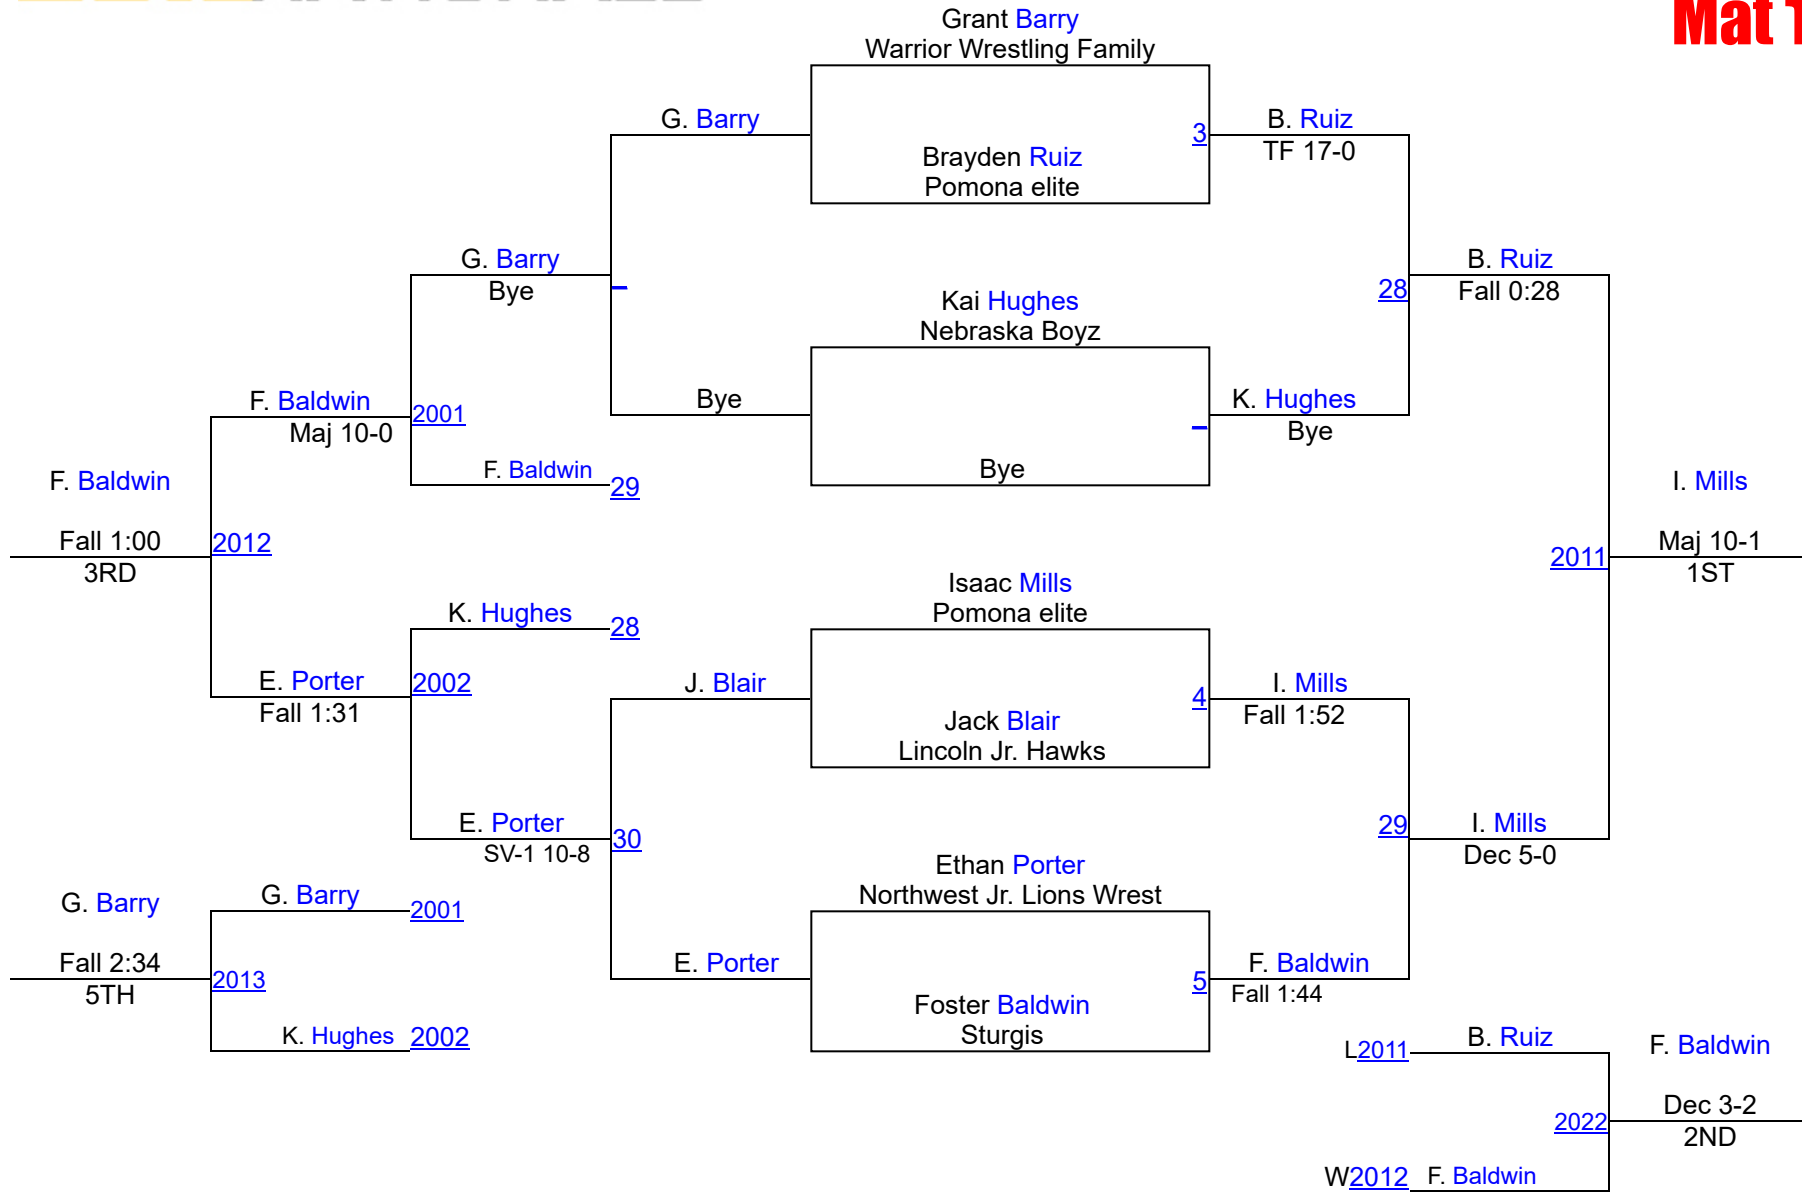 Mat T
Grant Barry
Warrior Wrestling Family
G. Barry
3
B. Ruiz
TF 17-0
Brayden Ruiz
Pomona elite
G. Barry
Bye
B. Ruiz
Fall 0:28
28
Kai Hughes
Nebraska Boyz
F. Baldwin
Maj 10-0
2001
Bye
K. Hughes
Bye
F. Baldwin
29
Bye
F. Baldwin
Fall 1:00
3RD
2012
I. Mills
Maj 10-1
1ST
2011
Isaac Mills
Pomona elite
K. Hughes
28
E. Porter
Fall 1:31
2002
J. Blair
4
I. Mills
Fall 1:52
Jack Blair
Lincoln Jr. Hawks
E. Porter
SV-1 10-8
30
29
I. Mills
Dec 5-0
Ethan Porter
Northwest Jr. Lions Wrest
G. Barry
Fall 2:34
5TH
G. Barry
2001
2013
K. Hughes
2002
E. Porter
5
F. Baldwin
Fall 1:44
Foster Baldwin
Sturgis
L2011
B. Ruiz
F. Baldwin
Dec 3-2
2ND
2022
W2012
F. Baldwin